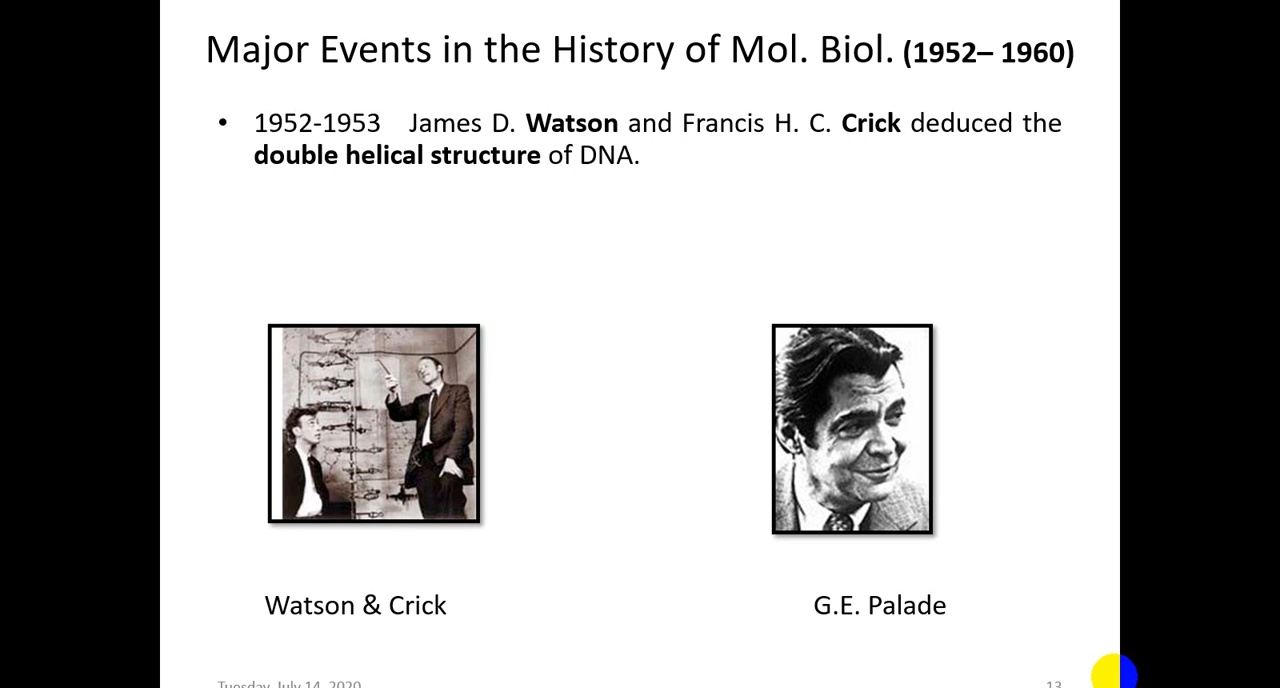 Major Events in the History of Mol. Biol. (1952– 1960)
• 1952-1953 James D. Watson and Francis H. C. Crick deduced the
double helical structure of DNA.
Watson & Crick
G.E. Palade
Tuesday, July 14, 2020
13